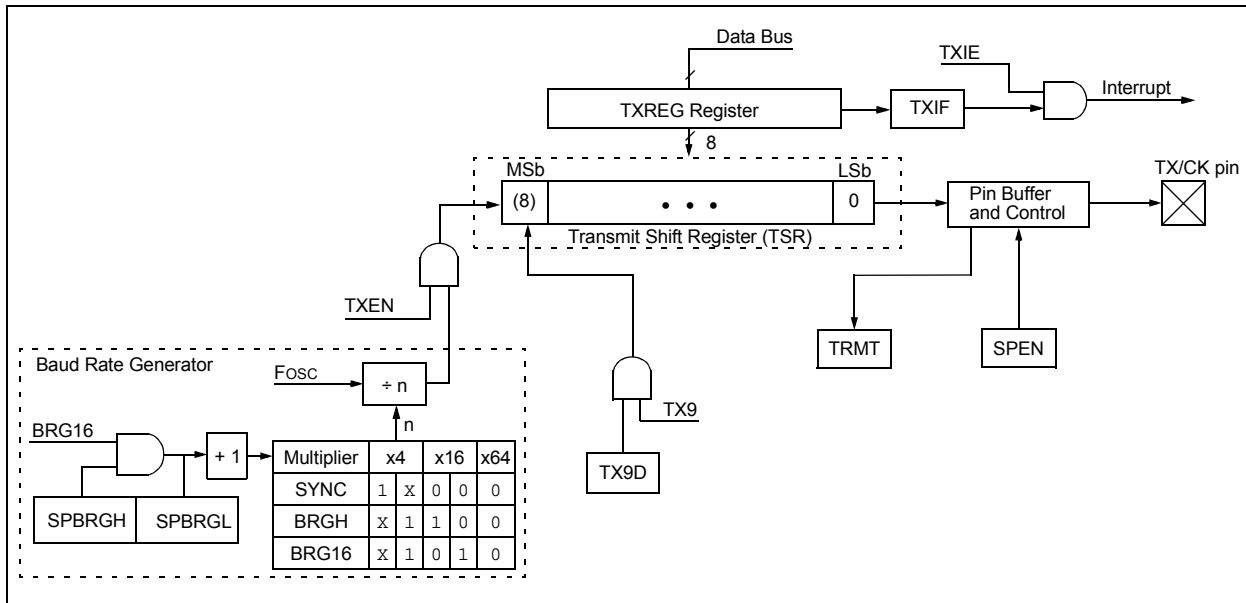 Data Bus
TXIE
Interrupt
TXREG Register
TXIF
8
MSb
LSb
TX/CK pin
(8)
• • •
0
Pin Buffer
and Control
Transmit Shift Register (TSR)
TXEN
TRMT
SPEN
Baud Rate Generator
FOSC
÷ n
n
TX9
TX9D
BRG16
+ 1
SPBRGH
SPBRGL
Multiplier x4 x16 x64
SYNC 1 X 0 0 0
BRGH X 1 1 0 0
BRG16 X 1 0 1 0